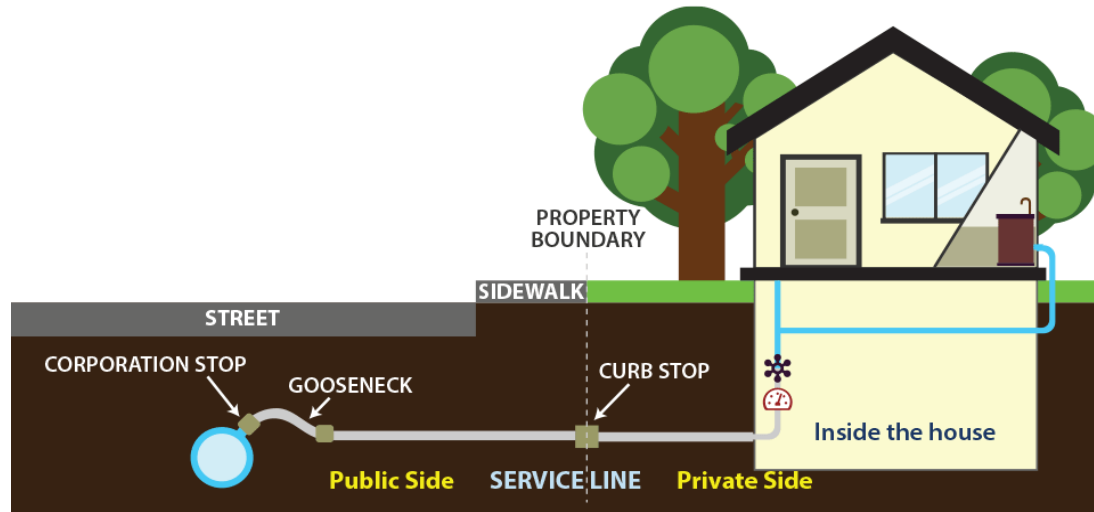 PROPERTY
BOUNDARY
SIDEWALK
STREET
CORPORATION STOP
GOOSENECK
CURB STOP
Inside the house
Public Side
SERVICE LINE
Private Side